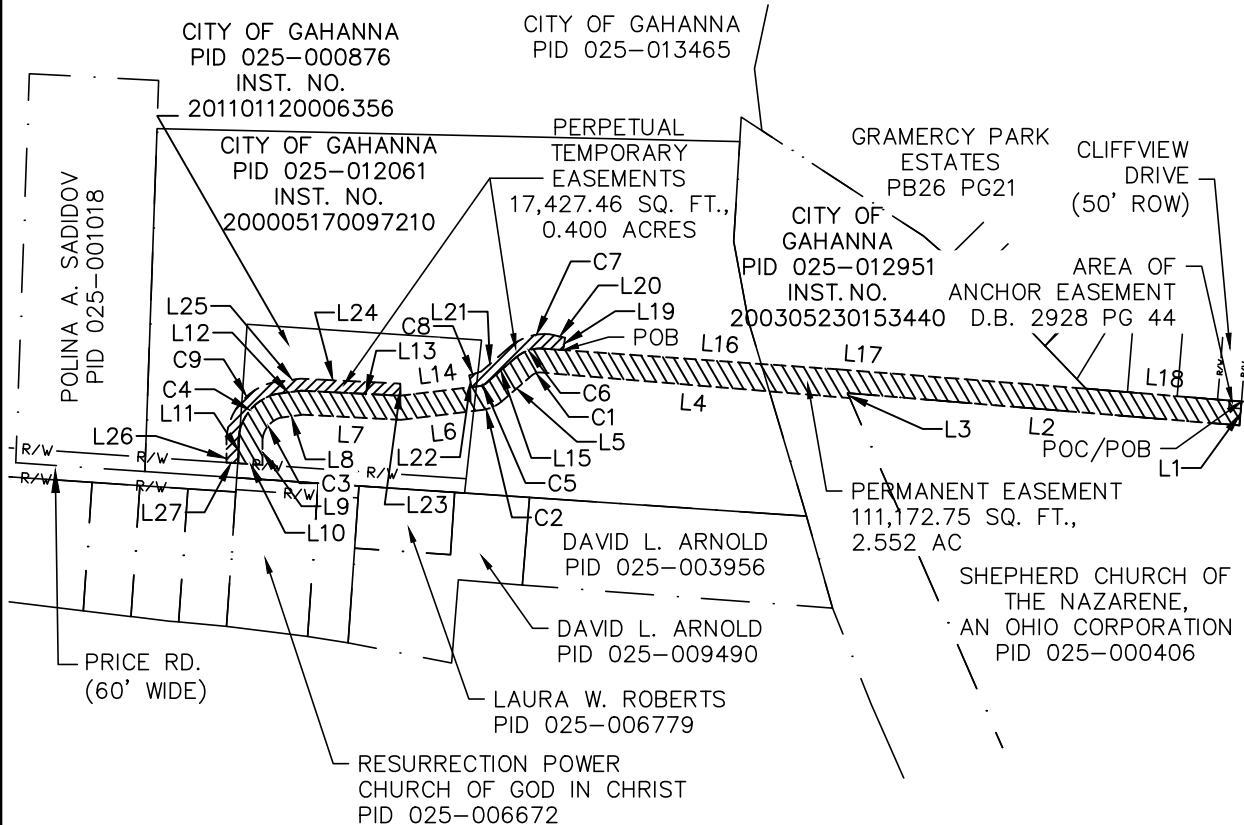 CITY OF GAHANNA
PID 025-000876
INST. NO.
201101120006356
CITY OF GAHANNA
PID 025-013465
CITY OF GAHANNA
PID 025-012061
INST. NO.
200005170097210
PERPETUAL
TEMPORARY
EASEMENTS
17,427.46 SQ. FT.,
0.400 ACRES
GRAMERCY PARK
ESTATES
PB26 PG21
CLIFFVIEW
DRIVE
(50' ROW)
POLINA A. SADIDOV
PID 025-001018
CITY OF
GAHANNA
PID 025-012951
INST. NO.
200305230153440
AREA OF
ANCHOR EASEMENT
D.B. 2928 PG 44
C7
L20
L19
POB
L25
L24
L21
C8
L12
L13
L14
C9
C4
L11
L26
L16
L17
L18
R/W
R/W
C6
C1
L4
L3
L2
L5
L7
L6
L8
L22
L15
C5
POC/POB
L1
R/W
R/W
R/W
R/W
R/W
R/W
C3
L9
L23
L27
L10
C2
PERMANENT EASEMENT
111,172.75 SQ. FT.,
2.552 AC
DAVID L. ARNOLD
PID 025-003956
SHEPHERD CHURCH OF
THE NAZARENE,
AN OHIO CORPORATION
PID 025-000406
DAVID L. ARNOLD
PID 025-009490
PRICE RD.
(60' WIDE)
LAURA W. ROBERTS
PID 025-006779
RESURRECTION POWER
CHURCH OF GOD IN CHRIST
PID 025-006672